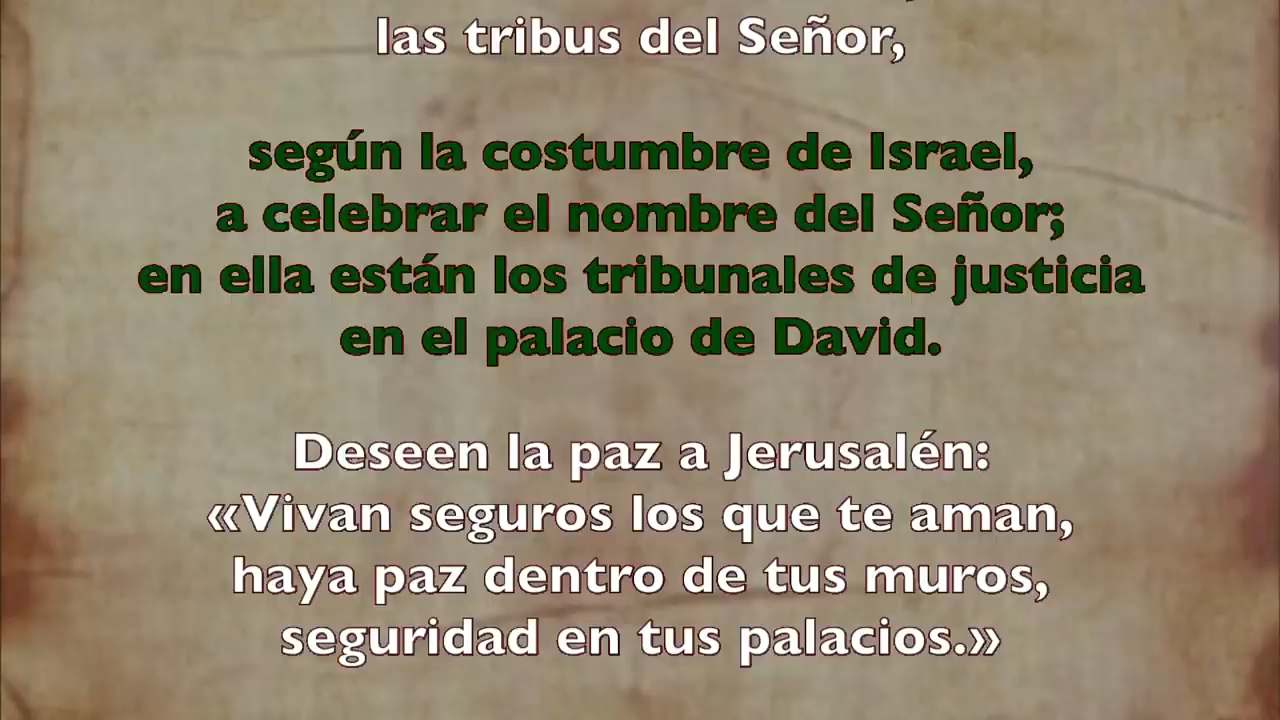 las tribus del Señor,
según la costumbre de Israel,
a celebrar el nombre del Señor;
en ella están los tribunales de justicia
en el palacio de David.
Deseen la paz a Jerusalén:
«Vivan seguros los que te aman,
haya paz dentro de tus muros,
seguridad en tus palacios.»